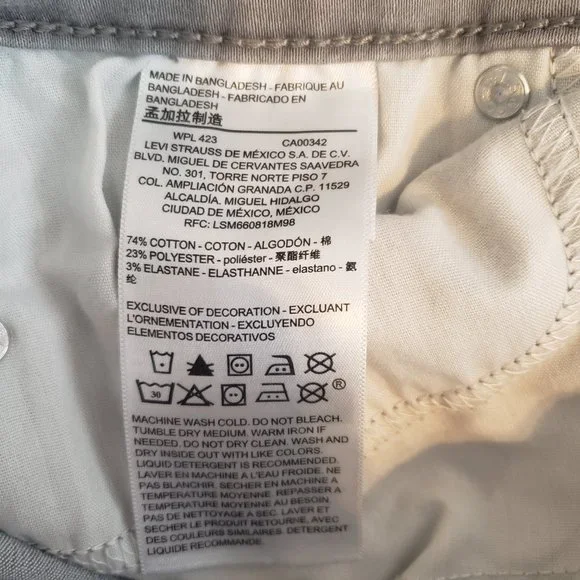 MADE IN BANGLADESH - FABRIQUE AU
BANGLADESH - FABRICADO EN
BANGLADESH
孟加拉制造
WPL 423 CA00342
LEVI STRAUSS DE MÉXICO S.A. DE C.V.
BLVD. MIGUEL DE CERVANTES SAAVEDRA
NO. 301, TORRE NORTE PISO 7
COL. AMPLIACIÓN GRANADA C.P. 11529
ALCALDÍA. MIGUEL HIDALGO
CIUDAD DE MÉXICO, MÉXICO
RFC: LSM660818M98
74% COTTON - COTON - ALGODÓN - 棉
23% POLYESTER - poliéster - 聚酯纤维
3% ELASTANE - ELASTHANNE - elastano - 氨
纶
EXCLUSIVE OF DECORATION - EXCLUANT
L'ORNEMENTATION - EXCLUYENDO
ELEMENTOS DECORATIVOS
30 ®
MACHINE WASH COLD. DO NOT BLEACH.
TUMBLE DRY MEDIUM. WARM IRON IF
NEEDED. DO NOT DRY CLEAN. WASH AND
DRY INSIDE OUT WITH LIKE COLORS.
LIQUID DETERGENT IS RECOMMENDED.
LAVER EN MACHINE À L'EAU FROIDE. NE
PAS BLANCHIR. SÉCHER EN MACHINE À
TEMPÉRATURE MOYENNE. REPASSER À
TEMPÉRATURE MOYENNE AU BESOIN.
PAS DE NETTOYAGE A SEC. LAVER ET
SÉCHER LE PRODUIT RETOURNÉ, AVEC
DES COULEURS SIMILAIRES. DÉTERGENT
LIQUIDE RECOMMANDÉ.